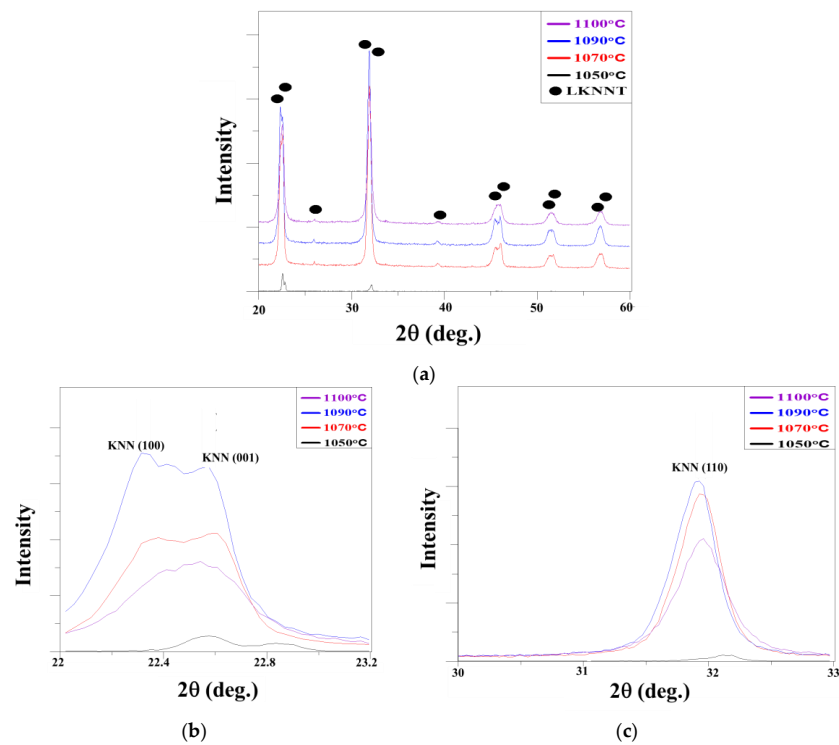 1100°C
1090°C
1070°C
1050°C
LKNNT
Intensity
20 30 40 50 60
2θ (deg.)
(a)
1100°C
1090°C
1070°C
1050°C
KNN (100)
KNN (001)
Intensity
22 22.4 22.8 23.2
2θ (deg.)
(b)
1100°C
1090°C
1070°C
1050°C
KNN (110)
Intensity
30 31 32 33
2θ (deg.)
(c)